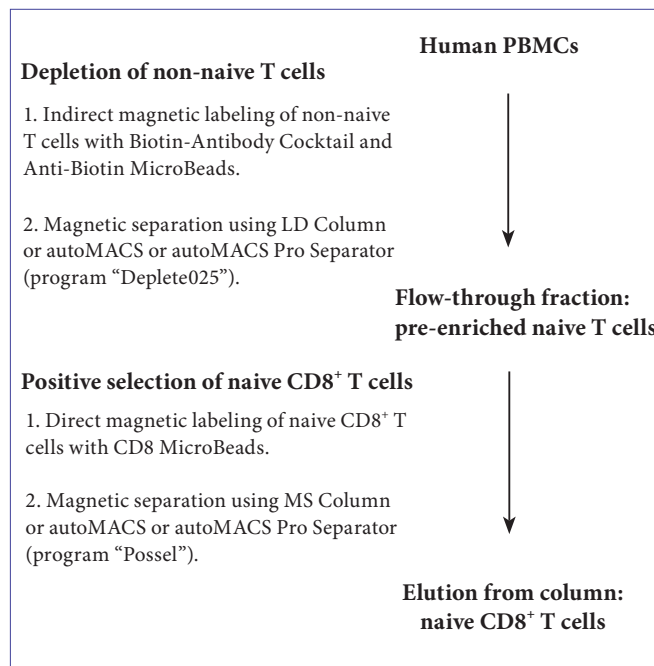 Human PBMCs
Depletion of non-naive T cells
1. Indirect magnetic labeling of non-naive
T cells with Biotin-Antibody Cocktail and
Anti-Biotin MicroBeads.
2. Magnetic separation using LD Column
or autoMACS or autoMACS Pro Separator
(program “Deplete025”).
Flow-through fraction:
pre-enriched naive T cells
Positive selection of naive CD8⁺ T cells
1. Direct magnetic labeling of naive CD8⁺ T
cells with CD8 MicroBeads.
2. Magnetic separation using MS Column
or autoMACS or autoMACS Pro Separator
(program “Possel”).
Elution from column:
naive CD8⁺ T cells